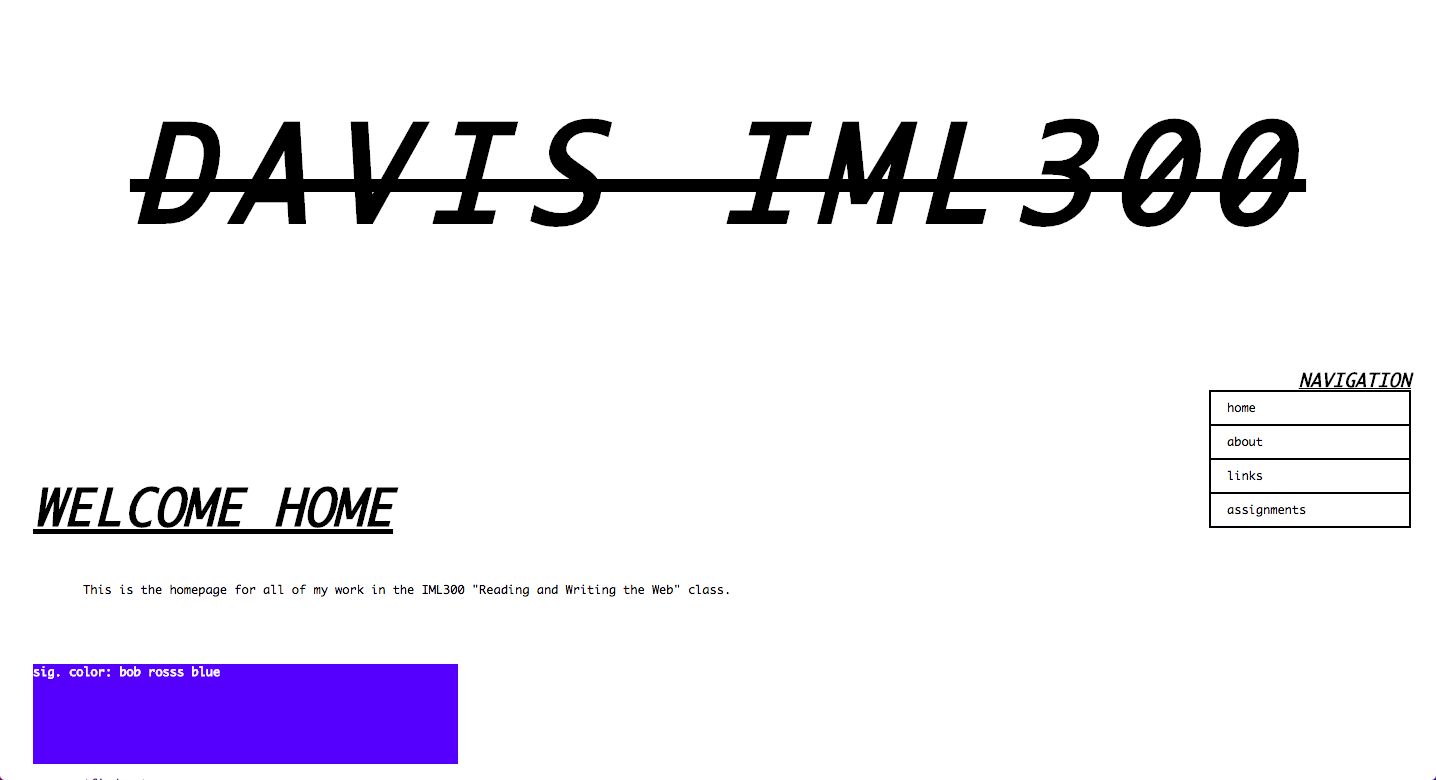 DAVIS IML300
NAVIGATION
home
about
links
assignments
WELCOME HOME
This is the homepage for all of my work in the IML300 "Reading and Writing the Web" class.
sig. color: bob rosss blue